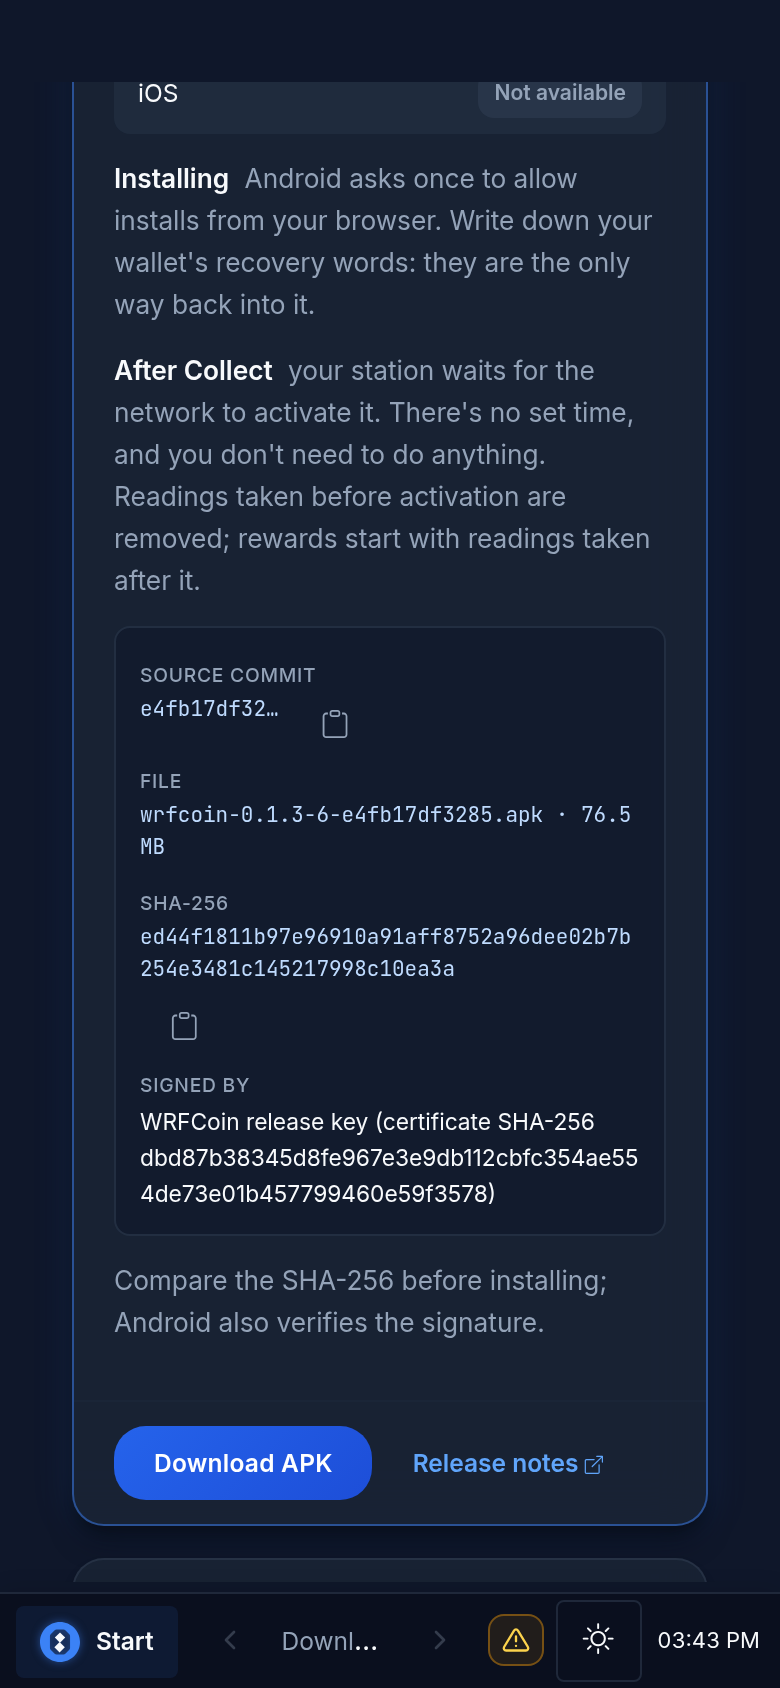 iOS
Not available
Installing Android asks once to allow
installs from your browser. Write down your
wallet's recovery words: they are the only
way back into it.
After Collect your station waits for the
network to activate it. There's no set time,
and you don't need to do anything.
Readings taken before activation are
removed; rewards start with readings taken
after it.
SOURCE COMMIT
e4fb17df32…
FILE
wrfcoin-0.1.3-6-e4fb17df3285.apk · 76.5
MB
SHA-256
ed44f1811b97e96910a91aff8752a96dee02b7b
254e3481c145217998c10ea3a
SIGNED BY
WRFCoin release key (certificate SHA-256
dbd87b38345d8fe967e3e9db112cbfc354ae55
4de73e01b457799460e59f3578)
Compare the SHA-256 before installing;
Android also verifies the signature.
Download APK
Release notes
Start
Downl...
03:43 PM